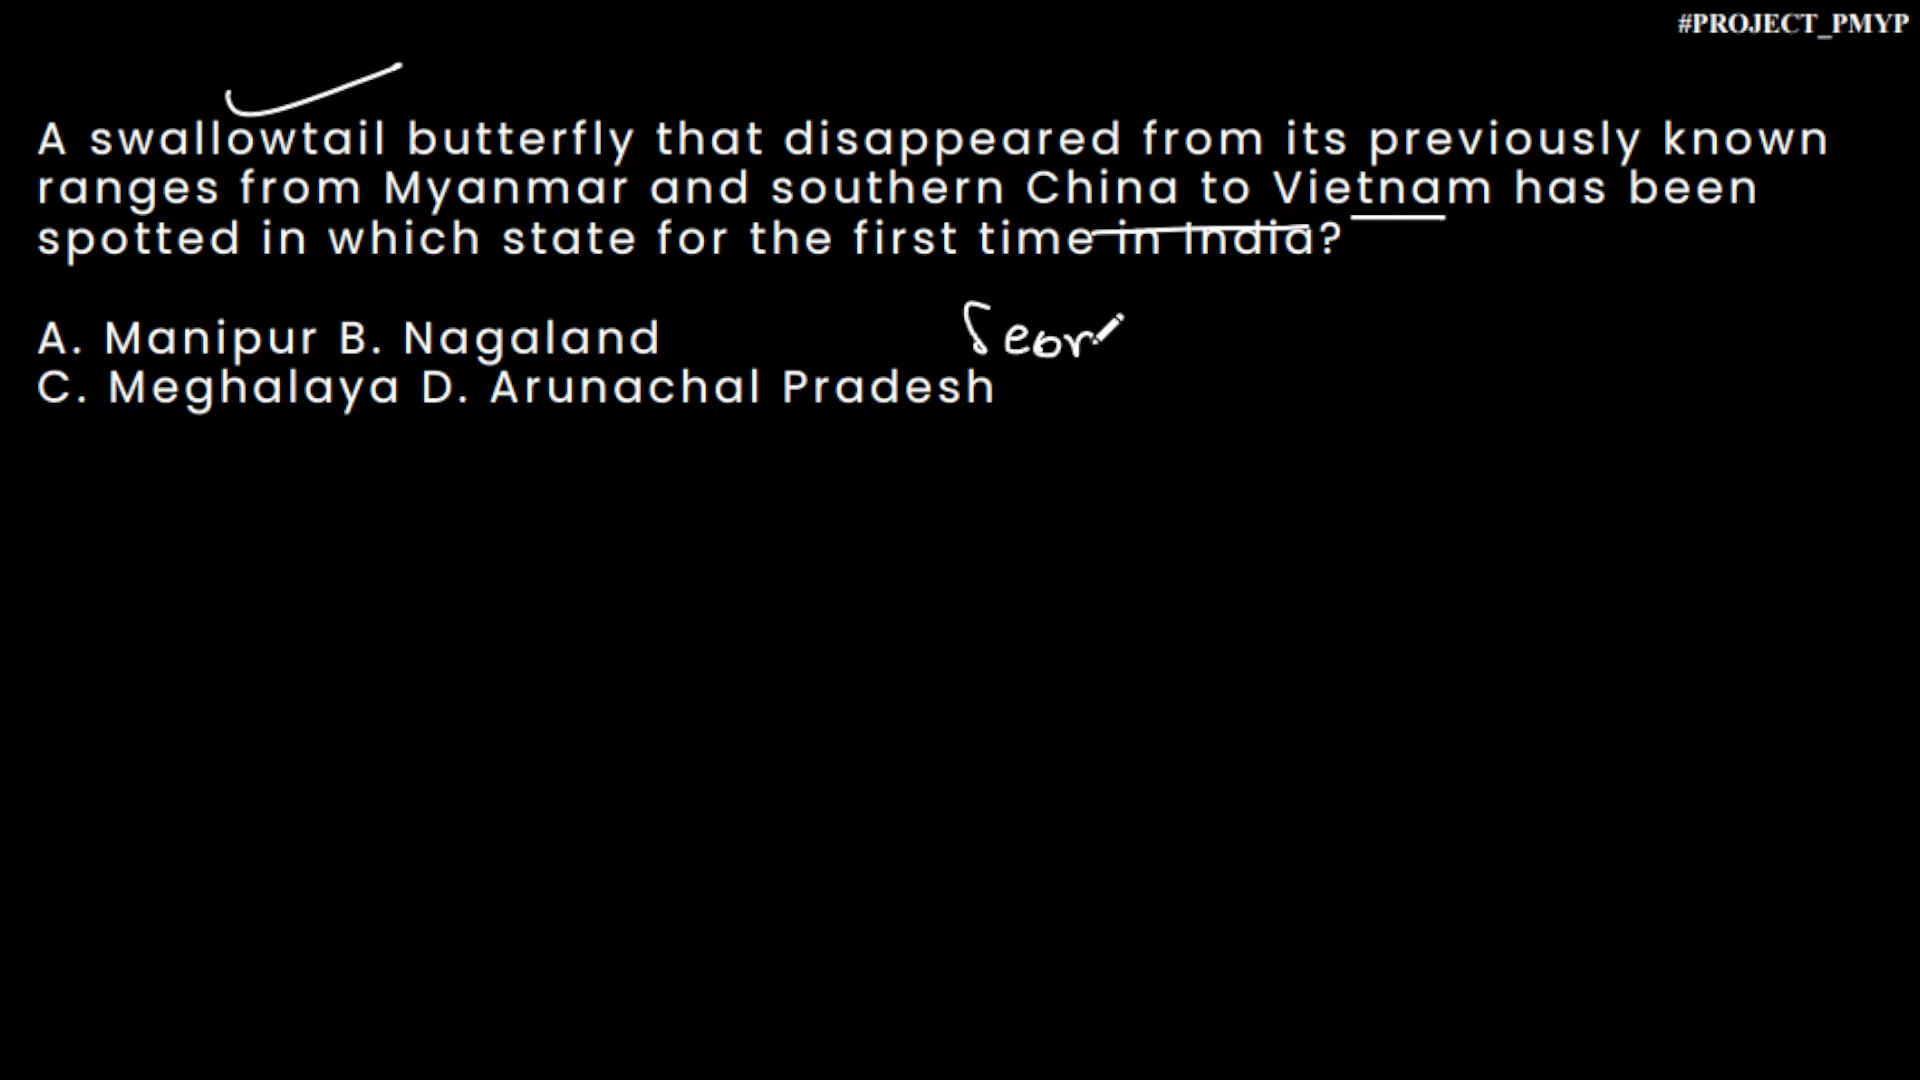 #PROJECT_PMYP
A swallowtail butterfly that disappeared from its previously known
ranges from Myanmar and southern China to Vietnam has been
spotted in which state for the first time in India?
A. Manipur B. Nagaland
C. Meghalaya D. Arunachal Pradesh